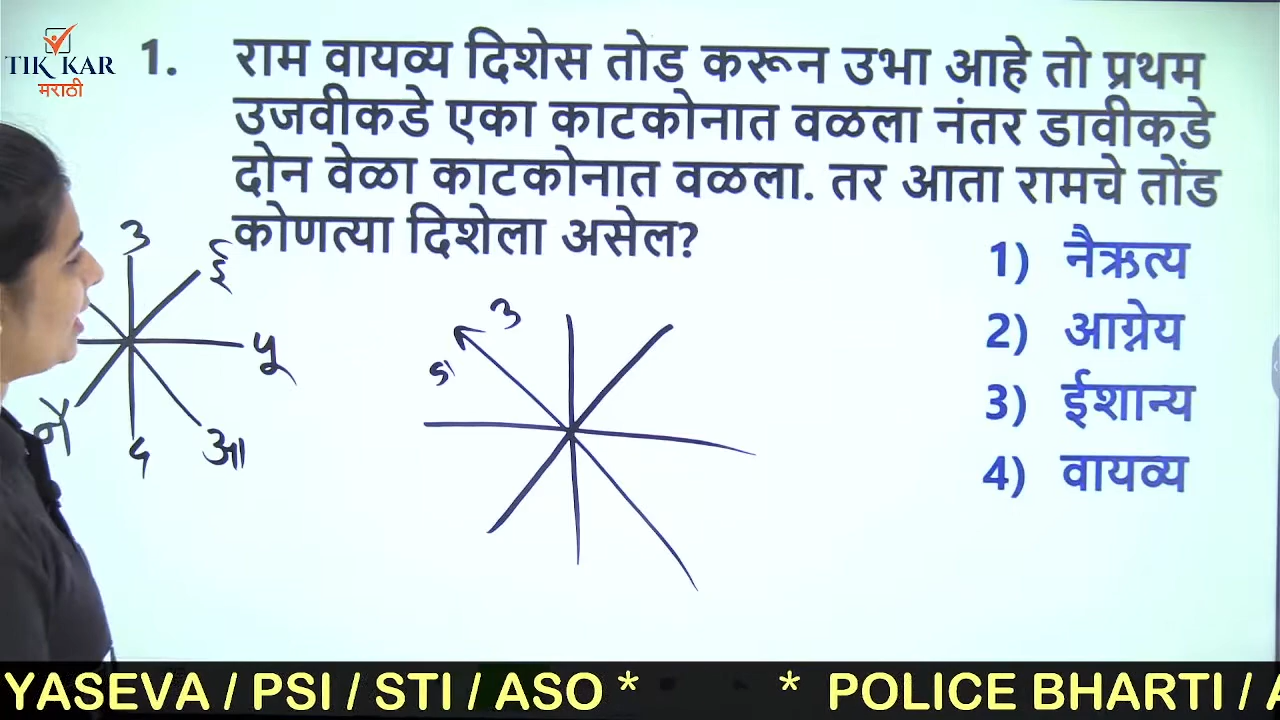 TIK KAR
मराठी
1. राम वायव्य दिशेस तोड करून उभा आहे तो प्रथम
उजवीकडे एका काटकोनात वळला नंतर डावीकडे
दोन वेळा काटकोनात वळला. तर आता रामचे तोंड
कोणत्या दिशेला असेल?
1) नैऋत्य
2) आग्नेय
3) ईशान्य
4) वायव्य
उ
ई
पू
आ
द
नै
उ
YASEVA / PSI / STI / ASO * * POLICE BHARTI /